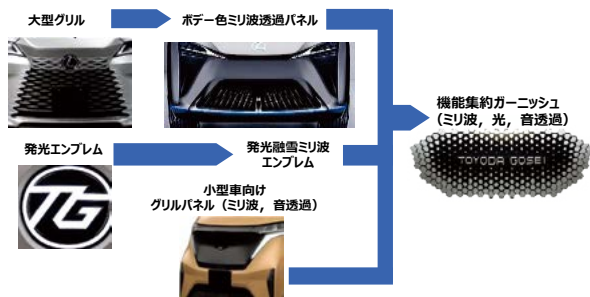 大型グリル
ボデー色ミリ波透過パネル
機能集約ガーニッシュ
（ミリ波，光，音透過）
TOYODA GOSEI
発光エンブレム
発光融雪ミリ波
エンブレム
TG
小型車向け
グリルパネル（ミリ波，音透過）